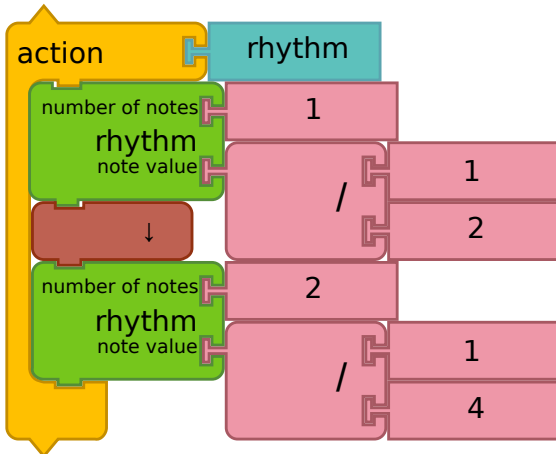 action rhythm
number of notes 1
rhythm
note value / 1
2
↓
number of notes 2
rhythm
note value / 1
4